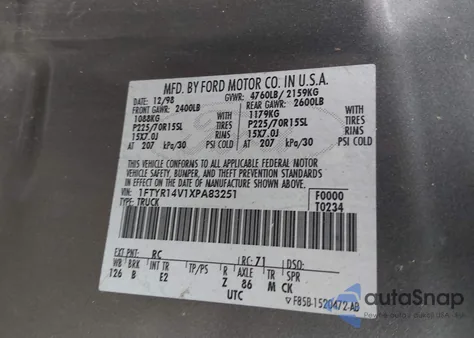 MFD. BY FORD MOTOR CO. IN U.S.A.
DATE: 12/98 GVWR: 4760LB/ 2159KG
FRONT GAWR: 2400LB REAR GAWR: 2600LB
1088KG WITH 1179KG WITH
P225/70R15SL TIRES P225/70R15SL TIRES
15X7.0J RIMS 15X7.0J RIMS
AT 207 kPa/30 PSI COLD AT 207 kPa/30 PSI COLD
THIS VEHICLE CONFORMS TO ALL APPLICABLE FEDERAL MOTOR
VEHICLE SAFETY, BUMPER, AND THEFT PREVENTION STANDARDS
IN EFFECT ON THE DATE OF MANUFACTURE SHOWN ABOVE.
VIN: 1FTYR14V1XPA83251 F0000
TYPE: TRUCK T0234
EXT PNT: RC RC: 71 DSO:
WB BRK INT TR TP/PS R AXLE TR SPR
126 B E2 Z 86 M CK
UTC
F85B-1520472-AB
autoSnap